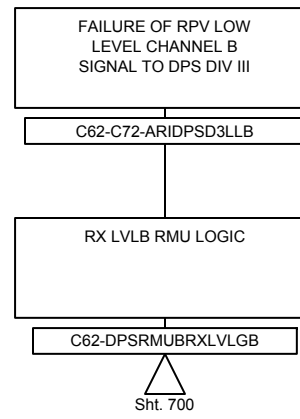 FAILURE OF RPV LOW
LEVEL CHANNEL B
SIGNAL TO DPS DIV III
C62-C72-ARIDPSD3LLB
RX LVLB RMU LOGIC
C62-DPSRMUBRXLVLGB
Sht. 700